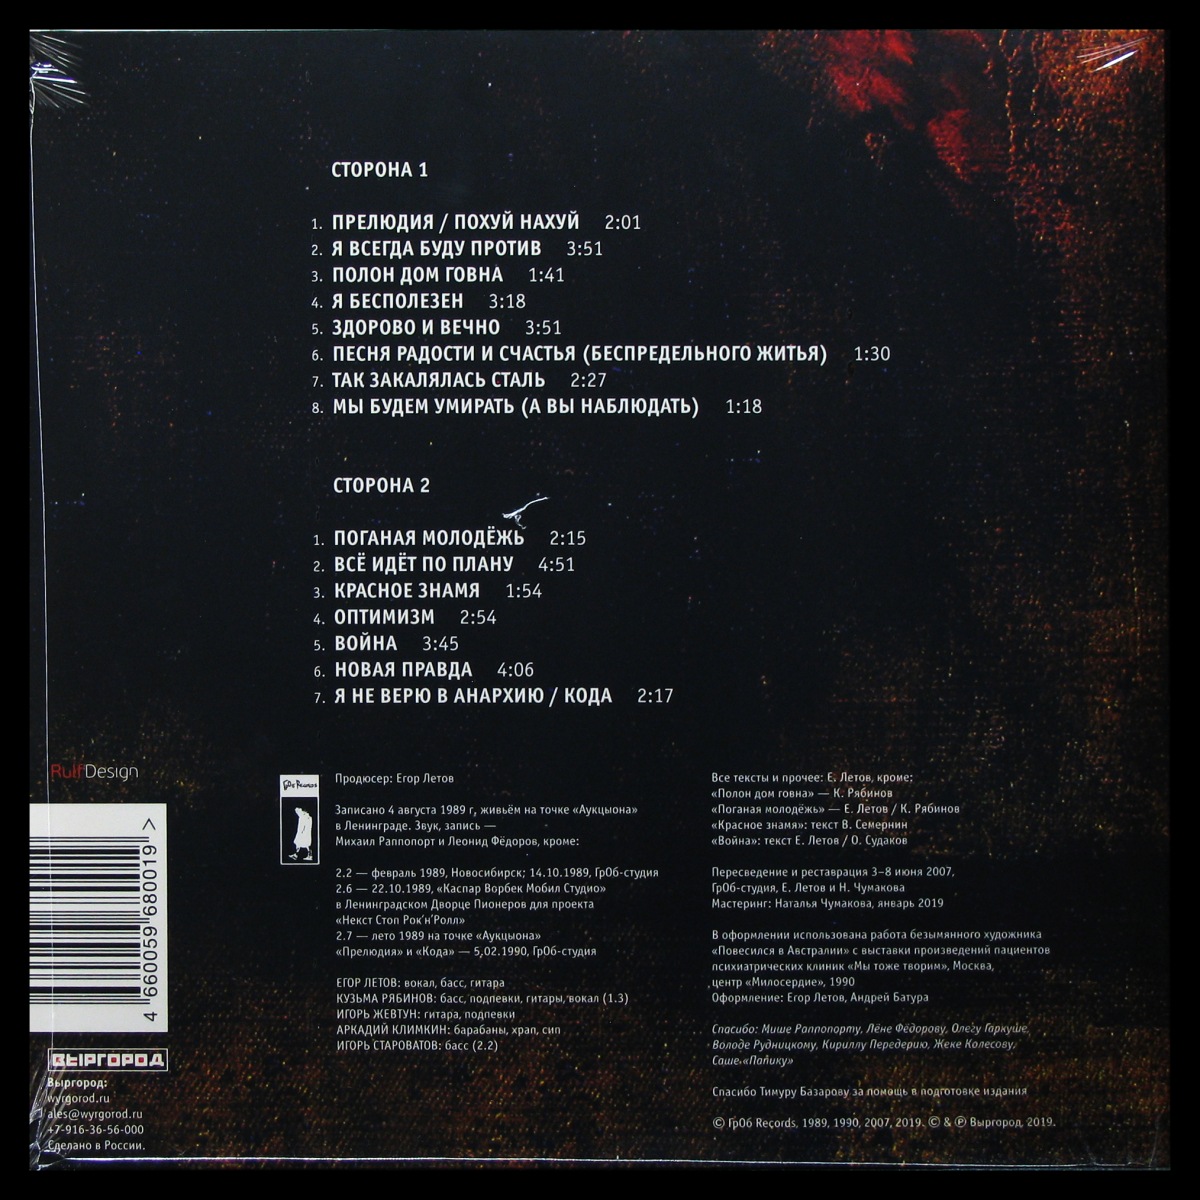 СТОРОНА 1
1. ПРЕЛЮДИЯ / ПОХУЙ НАХУЙ 2:01
2. Я ВСЕГДА БУДУ ПРОТИВ 3:51
3. ПОЛОН ДОМ ГОВНА 1:41
4. Я БЕСПОЛЕЗЕН 3:18
5. ЗДОРОВО И ВЕЧНО 3:51
6. ПЕСНЯ РАДОСТИ И СЧАСТЬЯ (БЕСПРЕДЕЛЬНОГО ЖИТЬЯ) 1:30
7. ТАК ЗАКАЛЯЛАСЬ СТАЛЬ 2:27
8. МЫ БУДЕМ УМИРАТЬ (А ВЫ НАБЛЮДАТЬ) 1:18
СТОРОНА 2
1. ПОГАНАЯ МОЛОДЁЖЬ 2:15
2. ВСЁ ИДЁТ ПО ПЛАНУ 4:51
3. КРАСНОЕ ЗНАМЯ 1:54
4. ОПТИМИЗМ 2:54
5. ВОЙНА 3:45
6. НОВАЯ ПРАВДА 4:06
7. Я НЕ ВЕРЮ В АНАРХИЮ / КОДА 2:17
RulfDesign
4 660059 680019 >
ВЫРГОРОД
Выргород:
wyrgorod.ru
ales@wyrgorod.ru
+7-916-36-56-000
Сделано в России.
ГрОб Records
Продюсер: Егор Летов
Записано 4 августа 1989 г, живьём на точке «Аукцыона»
в Ленинграде. Звук, запись —
Михаил Раппопорт и Леонид Фёдоров, кроме:
2.2 — февраль 1989, Новосибирск; 14.10.1989, ГрОб-студия
2.6 — 22.10.1989, «Каспар Ворбек Мобил Студио»
в Ленинградском Дворце Пионеров для проекта
«Некст Стоп Рок'н'Ролл»
2.7 — лето 1989 на точке «Аукцыона»
«Прелюдия» и «Кода» — 5,02.1990, ГрОб-студия
ЕГОР ЛЕТОВ: вокал, басс, гитара
КУЗЬМА РЯБИНОВ: басс, подпевки, гитары, вокал (1.3)
ИГОРЬ ЖЕВТУН: гитара, подпевки
АРКАДИЙ КЛИМКИН: барабаны, храп, сип
ИГОРЬ СТАРОВАТОВ: басс (2.2)
Все тексты и прочее: Е. Летов, кроме:
«Полон дом говна» — К. Рябинов
«Поганая молодёжь» — Е. Летов / К. Рябинов
«Красное знамя»: текст В. Семернин
«Война»: текст Е. Летов / О. Судаков
Пересведение и реставрация 3–8 июня 2007,
ГрОб-студия, Е. Летов и Н. Чумакова
Мастеринг: Наталья Чумакова, январь 2019
В оформлении использована работа безымянного художника
«Повесился в Австралии» с выставки произведений пациентов
психиатрических клиник «Мы тоже творим», Москва,
центр «Милосердие», 1990
Оформление: Егор Летов, Андрей Батура
Спасибо: Мише Раппопорту, Лёне Фёдорову, Олегу Гаркуше,
Володе Рудницкому, Кириллу Передерию, Жеке Колесову,
Саше «Папику»
Спасибо Тимуру Базарову за помощь в подготовке издания
© ГрОб Records, 1989, 1990, 2007, 2019. © & ℗ Выргород, 2019.